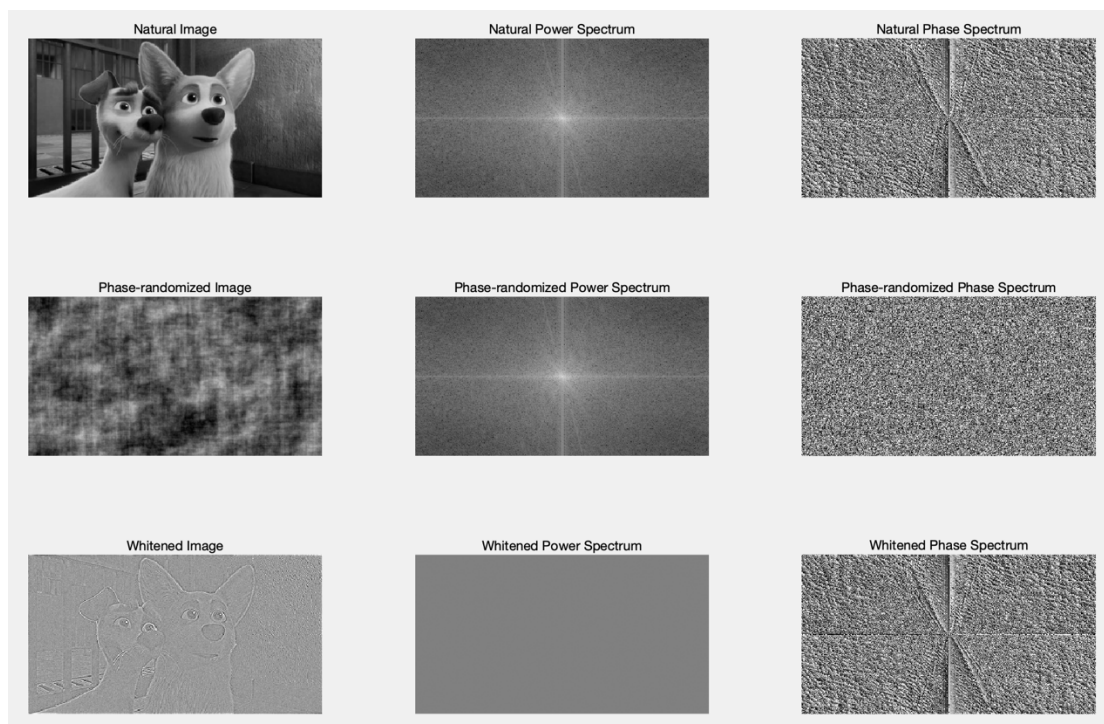 Natural Image
Natural Power Spectrum
Natural Phase Spectrum
Phase-randomized Image
Phase-randomized Power Spectrum
Phase-randomized Phase Spectrum
Whitened Image
Whitened Power Spectrum
Whitened Phase Spectrum